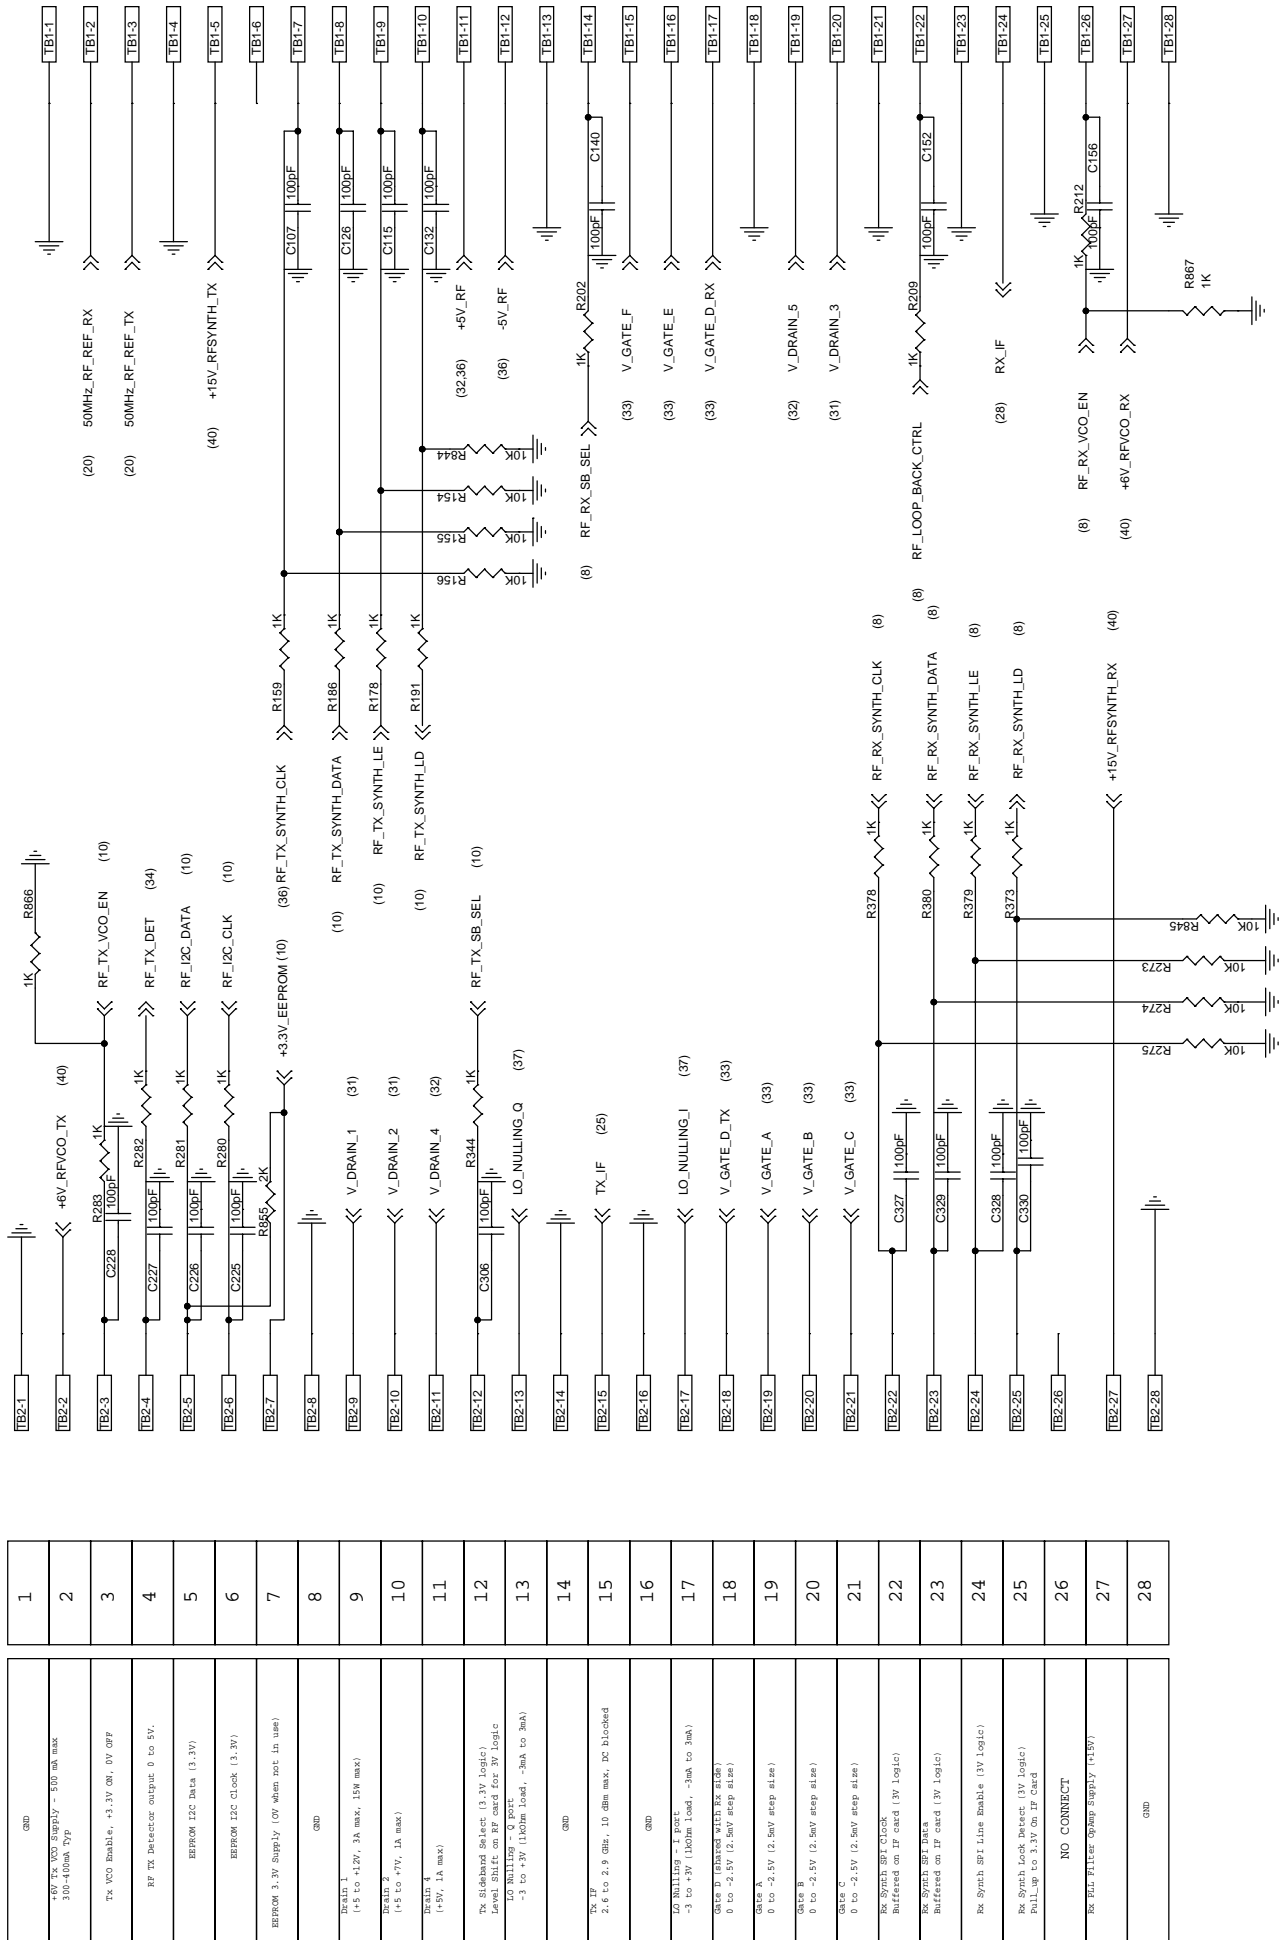 TB1-1
TB1-2
50MHz_RF_REF_RX (20)
TB1-3
50MHz_RF_REF_TX (20)
TB1-4
TB1-5
+15V_RFSYNTH_TX (40)
TB1-6
TB1-7
100pF
C107
TB1-8
100pF
C126
TB1-9
100pF
C115
TB1-10
100pF
C132
TB1-11
+5V_RF (32,36)
TB1-12
-5V_RF (36)
TB1-13
TB1-14
C140
100pF
R202
1K
RF_RX_SB_SEL (8)
TB1-15
V_GATE_F (33)
TB1-16
V_GATE_E (33)
TB1-17
V_GATE_D_RX (33)
TB1-18
TB1-19
V_DRAIN_5 (32)
TB1-20
V_DRAIN_3 (31)
TB1-21
TB1-22
C152
100pF
R209
1K
RF_LOOP_BACK_CTRL (8)
TB1-23
TB1-24
RX_IF (28)
TB1-25
TB1-26
C156
R212
100pF
1K
RF_RX_VCO_EN (8)
TB1-27
+6V_RFVCO_RX (40)
TB1-28
R867
1K
R844 10K
R154 10K
R155 10K
R156 10K
1K
R159
RF_TX_SYNTH_CLK (36)
1K
R186
RF_TX_SYNTH_DATA (10)
1K
R178
RF_TX_SYNTH_LE (10)
1K
R191
RF_TX_SYNTH_LD (10)
TB2-1
TB2-2
+6V_RFVCO_TX (40)
TB2-3
C228
100pF
R283
1K
R866
1K
RF_TX_VCO_EN (10)
TB2-4
C227
100pF
R282
1K
RF_TX_DET (34)
TB2-5
C226
100pF
R281
1K
RF_I2C_DATA (10)
TB2-6
C225
100pF
R280
1K
RF_I2C_CLK (10)
TB2-7
R855
2K
+3.3V_EEPROM (10)
TB2-8
TB2-9
V_DRAIN_1 (31)
TB2-10
V_DRAIN_2 (31)
TB2-11
V_DRAIN_4 (32)
TB2-12
C306
100pF
R344
1K
RF_TX_SB_SEL (10)
TB2-13
LO_NULLING_Q (37)
TB2-14
TB2-15
TX_IF (25)
TB2-16
TB2-17
LO_NULLING_I (37)
TB2-18
V_GATE_D_TX (33)
TB2-19
V_GATE_A (33)
TB2-20
V_GATE_B (33)
TB2-21
V_GATE_C (33)
TB2-22
C327
100pF
R378
1K
RF_RX_SYNTH_CLK (8)
TB2-23
C329
100pF
R380
1K
RF_RX_SYNTH_DATA (8)
TB2-24
C328
100pF
R379
1K
RF_RX_SYNTH_LE (8)
TB2-25
C330
100pF
R373
1K
RF_RX_SYNTH_LD (8)
R845 10K
R273 10K
R274 10K
R275 10K
TB2-26
TB2-27
+15V_RFSYNTH_RX (40)
TB2-28
1
GND
2
+6V Tx VCO Supply - 500 mA max
300-400mA Typ
3
Tx VCO Enable, +3.3V ON, 0V OFF
4
RF TX Detector output 0 to 5V.
5
EEPROM I2C Data (3.3V)
6
EEPROM I2C Clock (3.3V)
7
EEPROM 3.3V Supply (0V when not in use)
8
GND
9
Drain 1
(+5 to +12V, 3A max, 15W max)
10
Drain 2
(+5 to +7V, 1A max)
11
Drain 4
(+5V, 1A max)
12
Tx Sideband Select (3.3V logic)
Level Shift on RF card for 3V logic
13
LO Nulling - Q port
-3 to +3V (1kOhm load, -3mA to 3mA)
14
GND
15
Tx IF
2.6 to 2.9 GHz, 10 dBm max, DC blocked
16
GND
17
LO Nulling - I port
-3 to +3V (1kOhm load, -3mA to 3mA)
18
Gate D (shared with Rx side)
0 to -2.5V (2.5mV step size)
19
Gate A
0 to -2.5V (2.5mV step size)
20
Gate B
0 to -2.5V (2.5mV step size)
21
Gate C
0 to -2.5V (2.5mV step size)
22
Rx Synth SPI Clock
Buffered on IF card (3V logic)
23
Rx Synth SPI Data
Buffered on IF card (3V logic)
24
Rx Synth SPI Line Enable (3V logic)
25
Rx Synth Lock Detect (3V logic)
Pull_up to 3.3V On IF Card
26
NO CONNECT
27
Rx PLL Filter OpAmp Supply (+15V)
28
GND